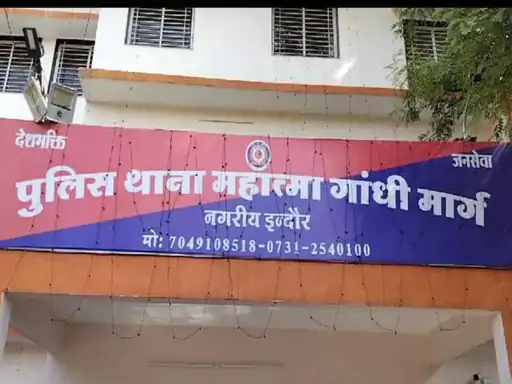 देशभक्ति
जनसेवा
पुलिस थाना महात्मा गांधी मार्ग
नगरीय इन्दौर
मो: 7049108518-0731-2540100